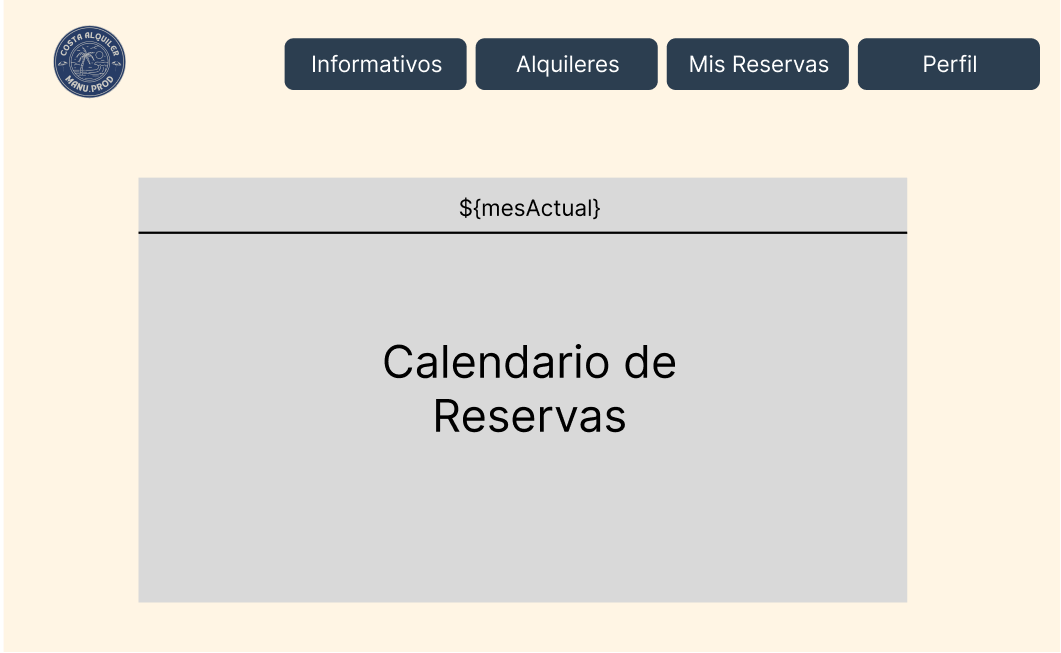 COSTA ALQUILER
MANU.PROD
Informativos
Alquileres
Mis Reservas
Perfil
${mesActual}
Calendario de
Reservas